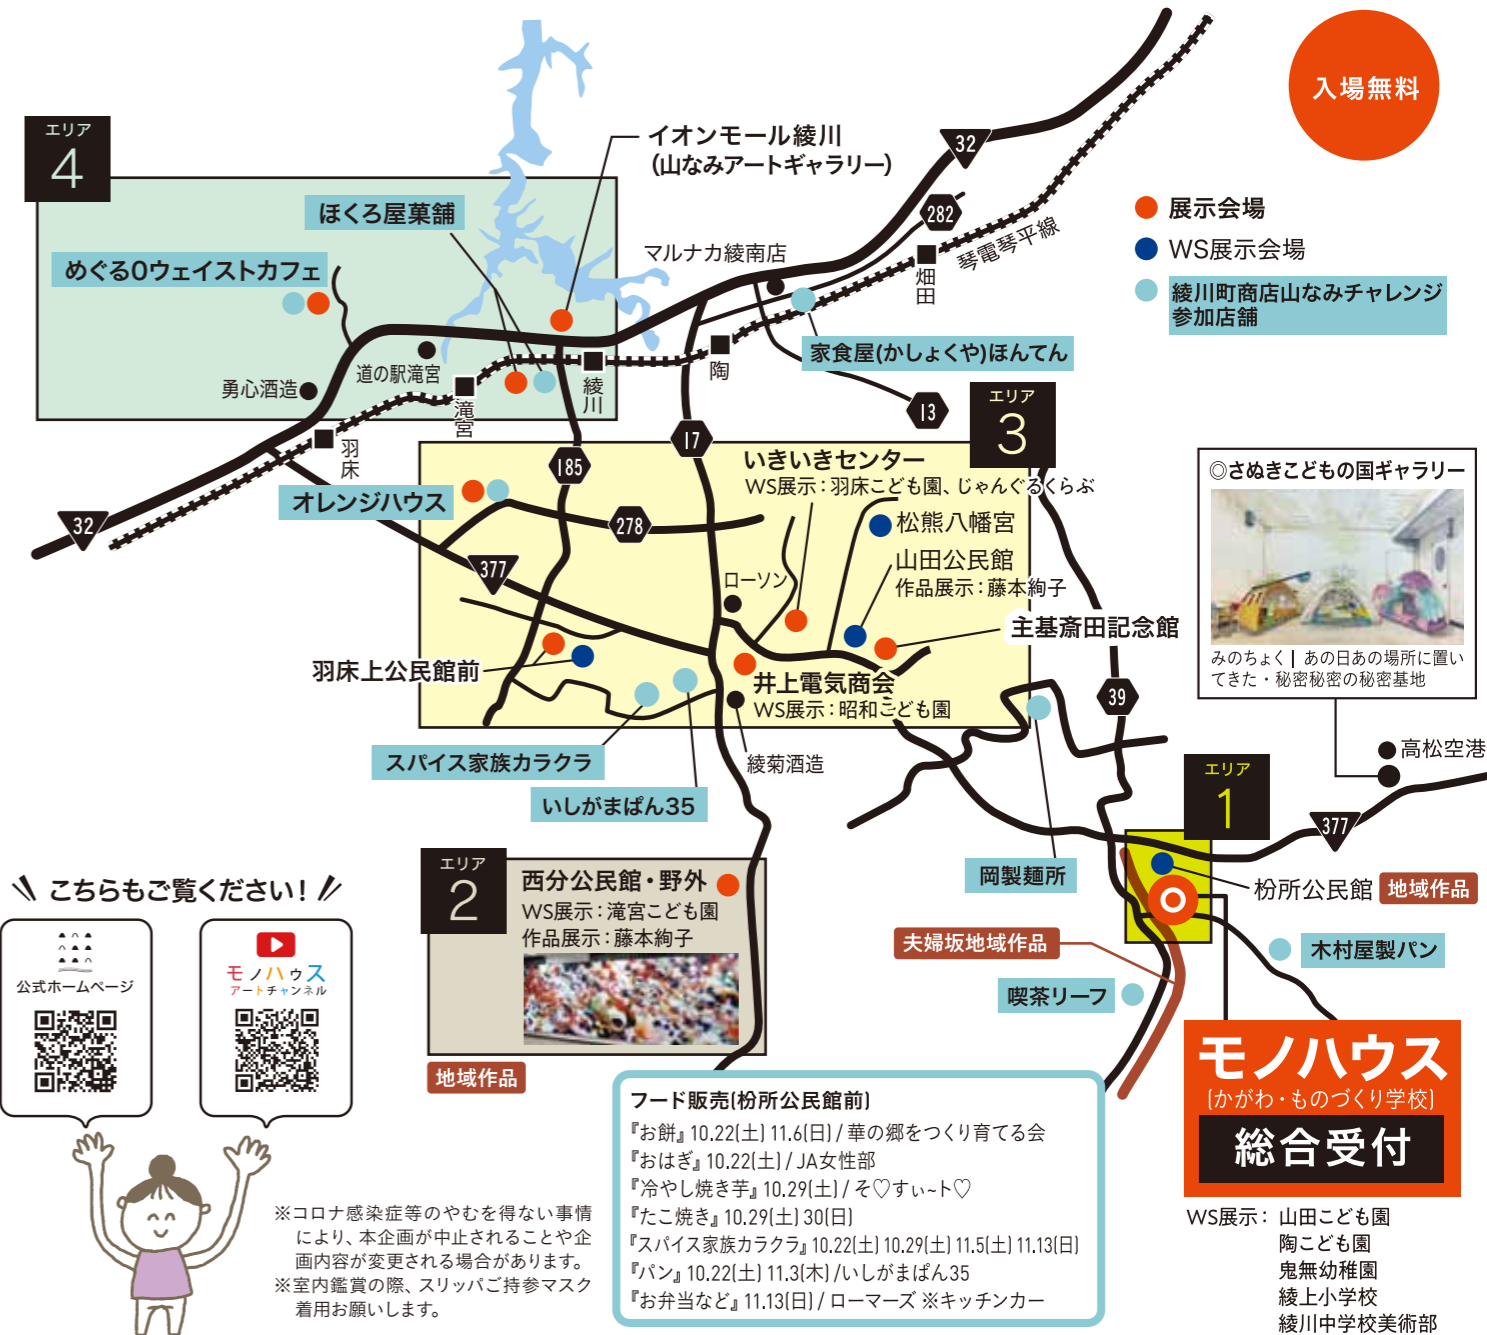 入場無料
エリア
4
イオンモール綾川
(山なみアートギャラリー)
ほくろ屋菓舗
めぐる0ウェイストカフェ
32
282
マルナカ綾南店
畑田
琴電琴平線
展示会場
WS展示会場
綾川町商店山なみチャレンジ
参加店舗
家食屋(かしょくや)ほんてん
陶
綾川
道の駅滝宮
勇心酒造
滝宮
羽床
13
エリア
3
17
185
いきいきセンター
WS展示：羽床こども園、じゃんぐるくらぶ
オレンジハウス
32
278
377
松熊八幡宮
山田公民館
作品展示：藤本絢子
ローソン
主基斎田記念館
羽床上公民館前
井上電気商会
WS展示：昭和こども園
綾菊酒造
スパイス家族カラクラ
いしがまぱん35
39
◎さぬきこどもの国ギャラリー
みのちょく | あの日あの場所に置い
てきた・秘密秘密の秘密基地
高松空港
エリア
1
377
岡製麺所
枌所公民館
地域作品
夫婦坂地域作品
木村屋製パン
喫茶リーフ
エリア
2
西分公民館・野外
WS展示：滝宮こども園
作品展示：藤本絢子
地域作品
こちらもご覧ください！
公式ホームページ
モノハウス
アートチャンネル
※コロナ感染症等のやむを得ない事情
により、本企画が中止されることや企
画内容が変更される場合があります。
※室内鑑賞の際、スリッパご持参マスク
着用お願いします。
フード販売(枌所公民館前)
『お餅』10.22(土) 11.6(日) / 華の郷をつくり育てる会
『おはぎ』10.22(土) / JA女性部
『冷やし焼き芋』10.29(土) / そ♡すぃ~ト♡
『たこ焼き』10.29(土) 30(日)
『スパイス家族カラクラ』10.22(土) 10.29(土) 11.5(土) 11.13(日)
『パン』10.22(土) 11.3(木) /いしがまぱん35
『お弁当など』11.13(日) / ローマーズ ※キッチンカー
モノハウス
(かがわ・ものづくり学校)
総合受付
WS展示： 山田こども園
陶こども園
鬼無幼稚園
綾上小学校
綾川中学校美術部